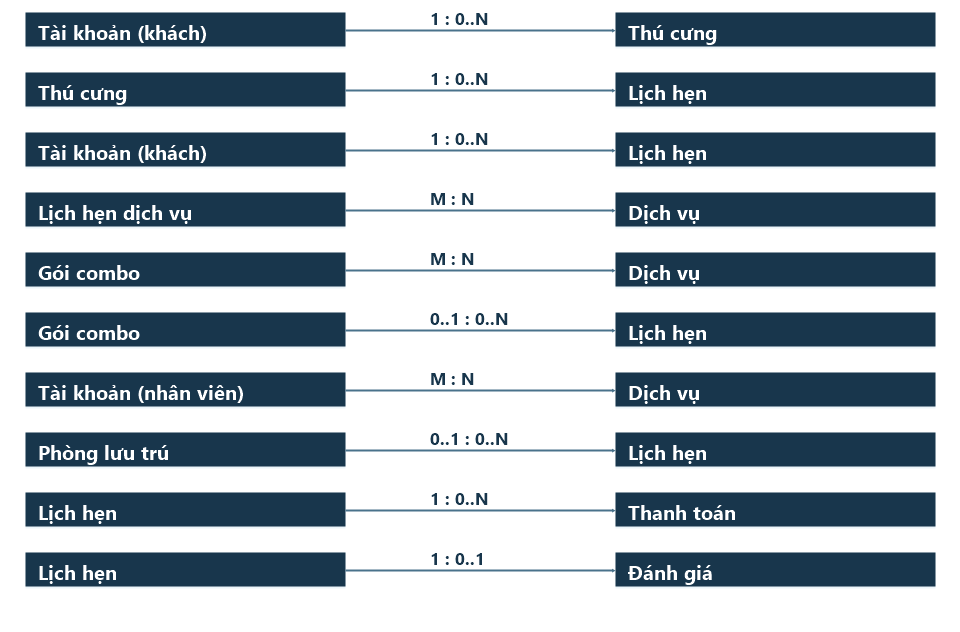 Tài khoản (khách) 1 : 0..N Thú cưng
Thú cưng 1 : 0..N Lịch hẹn
Tài khoản (khách) 1 : 0..N Lịch hẹn
Lịch hẹn dịch vụ M : N Dịch vụ
Gói combo M : N Dịch vụ
Gói combo 0..1 : 0..N Lịch hẹn
Tài khoản (nhân viên) M : N Dịch vụ
Phòng lưu trú 0..1 : 0..N Lịch hẹn
Lịch hẹn 1 : 0..N Thanh toán
Lịch hẹn 1 : 0..1 Đánh giá